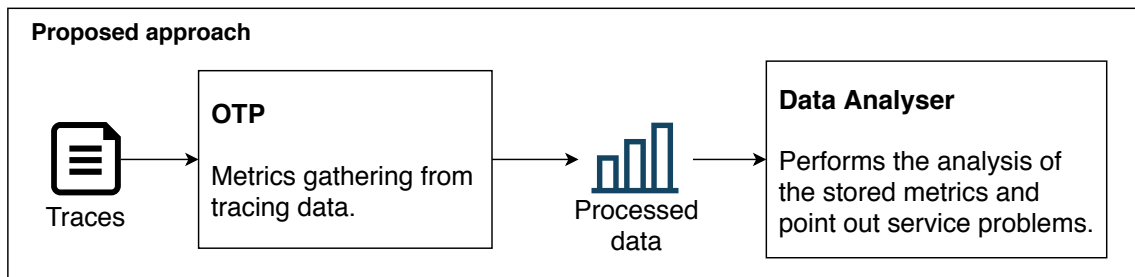 Proposed approach
Traces
OTP
Metrics gathering from
tracing data.
Processed
data
Data Analyser
Performs the analysis of
the stored metrics and
point out service problems.